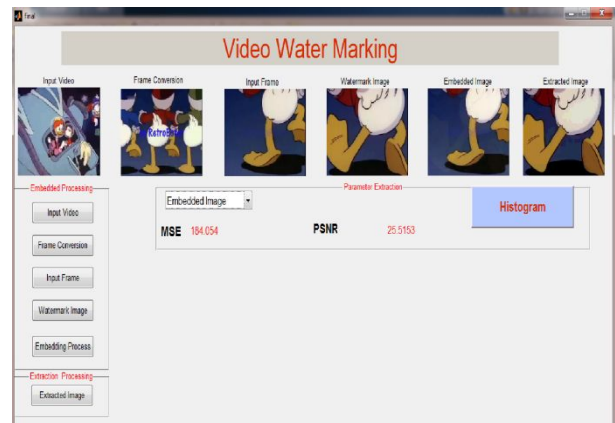 final
Video Water Marking
Input Video Frame Conversion Input Frame Watermark Image Embedded Image Extracted Image
Embedded Processing
Input Video
Frame Conversion
Input Frame
Watermark Image
Embedding Process
Extraction Processing
Extracted Image
Parameter Extraction
Embedded Image
Histogram
MSE 184.054 PSNR 25.5153